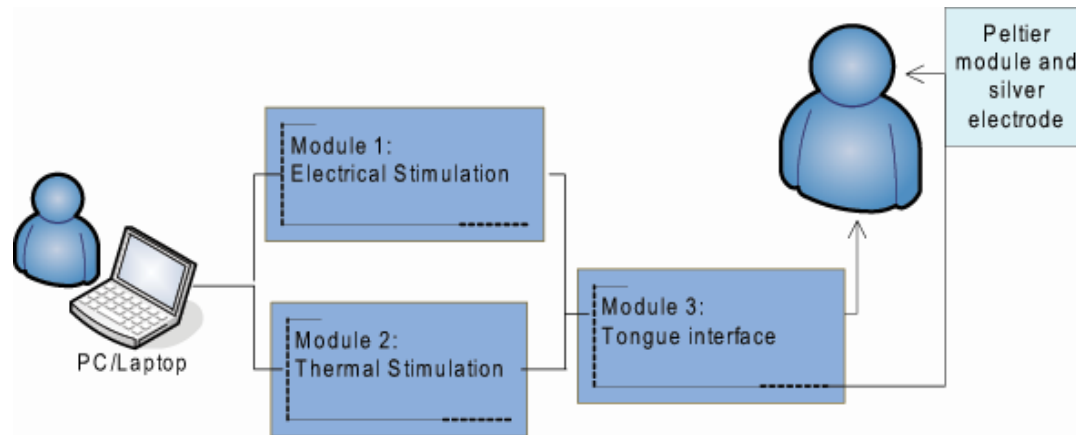 Peltier
module and
silver
electrode
Module 1:
Electrical Stimulation
Module 2:
Thermal Stimulation
Module 3:
Tongue interface
PC/Laptop